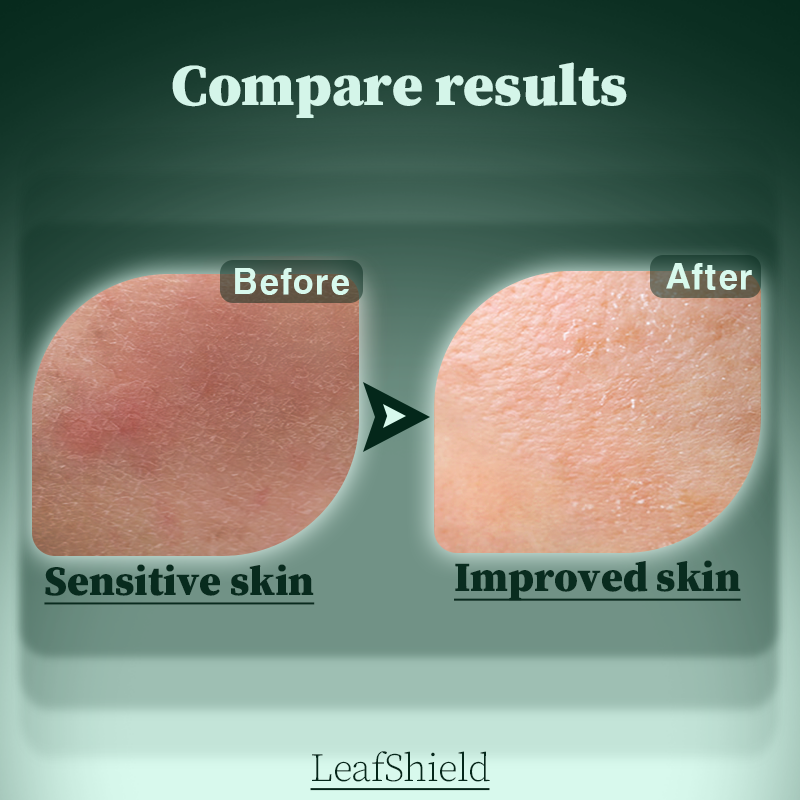 Compare results
Before
After
Sensitive skin
Improved skin
LeafShield